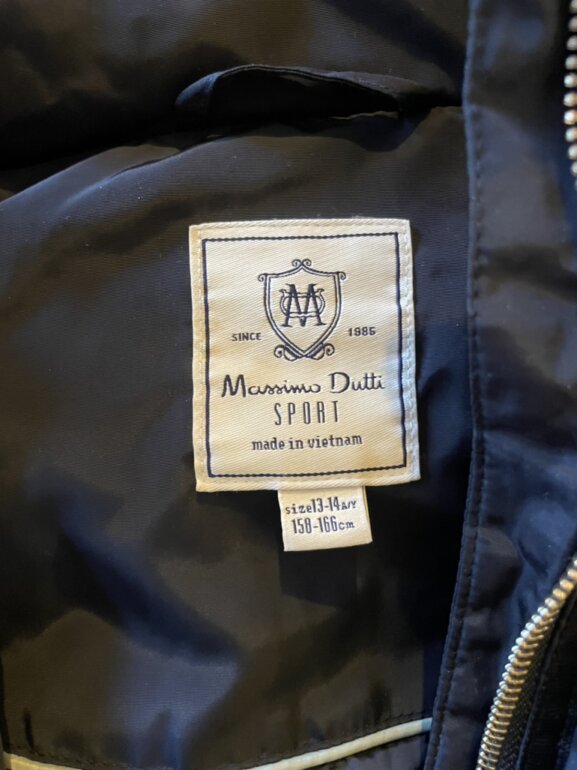 SINCE 1985
Massimo Dutti
SPORT
made in vietnam
size13-14A/Y
158-166cm